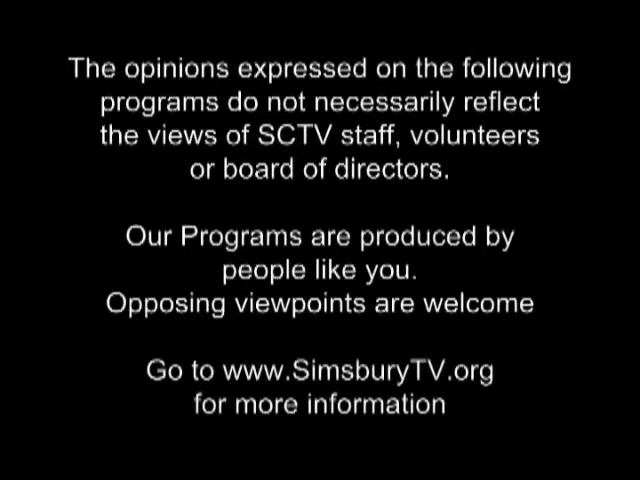 The opinions expressed on the following
programs do not necessarily reflect
the views of SCTV staff, volunteers
or board of directors.
Our Programs are produced by
people like you.
Opposing viewpoints are welcome
Go to www.SimsburyTV.org
for more information